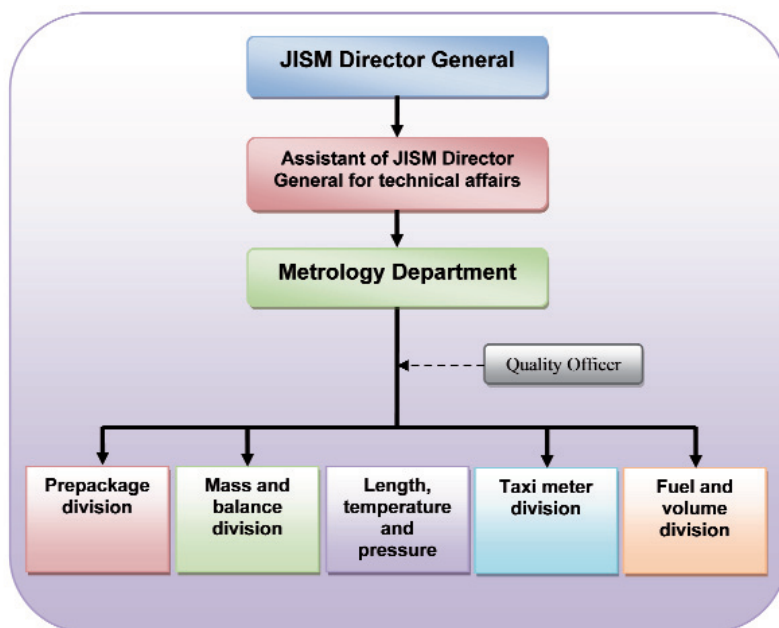 JISM Director General
Assistant of JISM Director
General for technical affairs
Metrology Department
Quality Officer
Prepackage
division
Mass and
balance
division
Length,
temperature
and
pressure
Taxi meter
division
Fuel and
volume
division